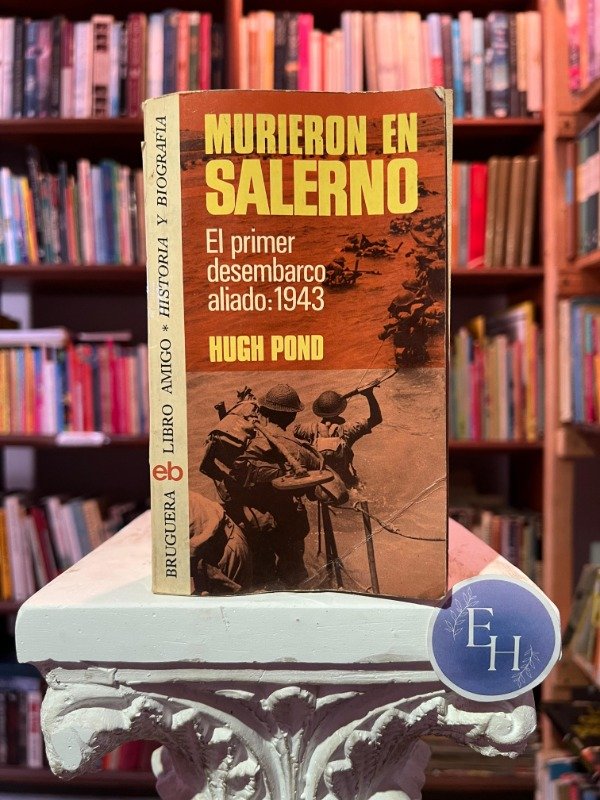 MURIERON EN
SALERNO
El primer
desembarco
aliado: 1943
HUGH POND
BRUGUERA eb LIBRO AMIGO * HISTORIA Y BIOGRAFIA
EH